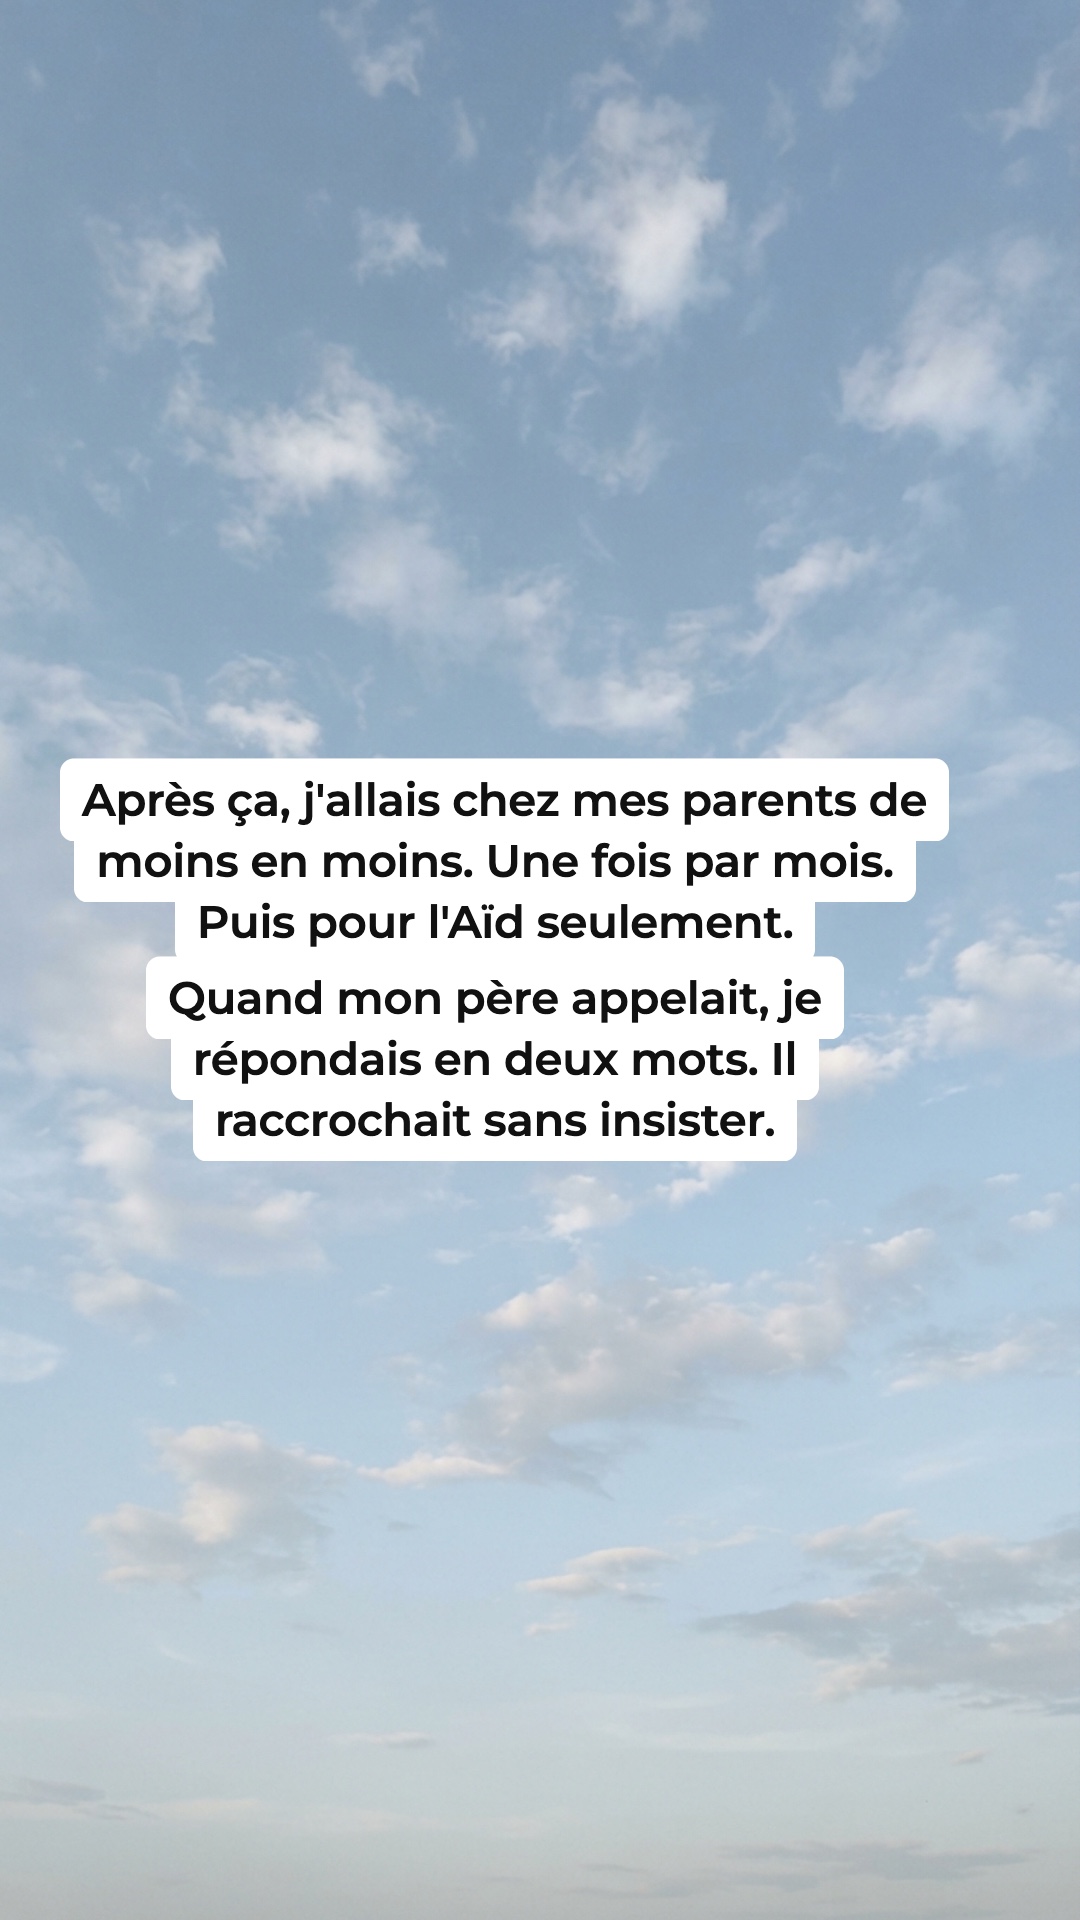 Après ça, j'allais chez mes parents de
moins en moins. Une fois par mois.
Puis pour l'Aïd seulement.
Quand mon père appelait, je
répondais en deux mots. Il
raccrochait sans insister.